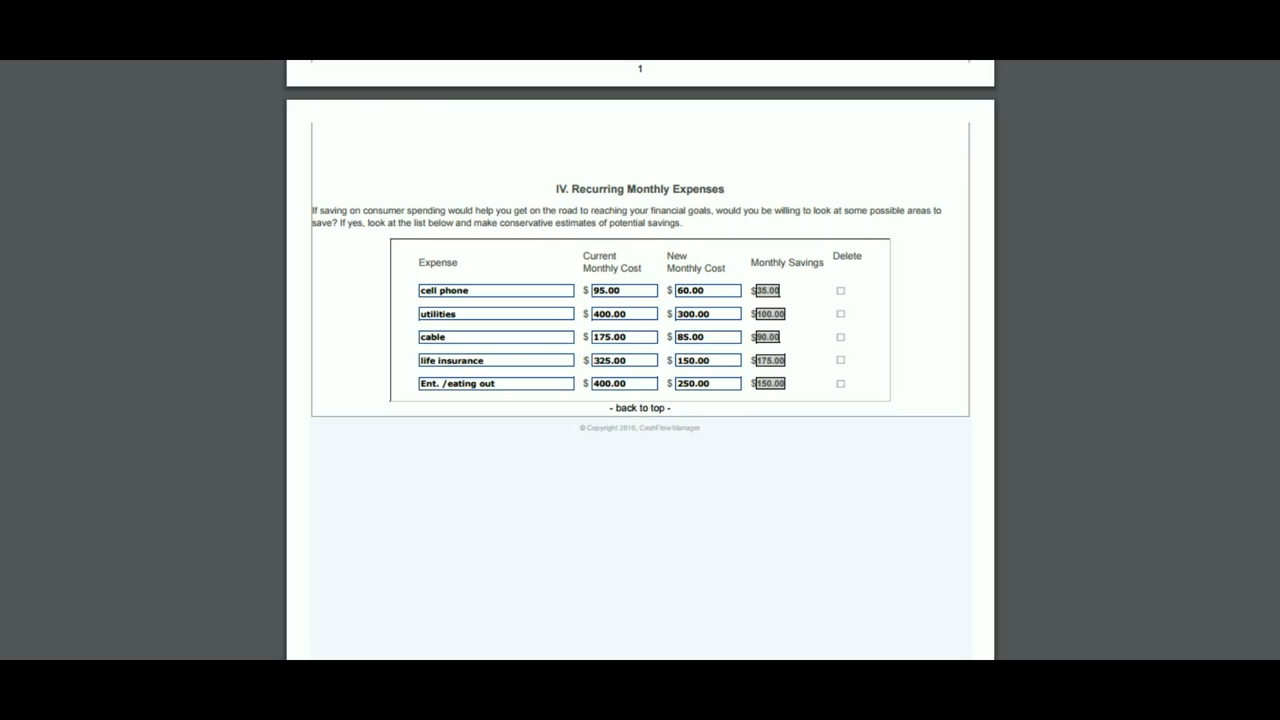 1
IV. Recurring Monthly Expenses
If saving on consumer spending would help you get on the road to reaching your financial goals, would you be willing to look at some possible areas to
save? If yes, look at the list below and make conservative estimates of potential savings.
Expense Current Monthly Cost New Monthly Cost Monthly Savings Delete
cell phone $ 95.00 $ 60.00 $35.00
utilities $ 400.00 $ 300.00 $100.00
cable $ 175.00 $ 85.00 $90.00
life insurance $ 325.00 $ 150.00 $175.00
Ent. /eating out $ 400.00 $ 250.00 $150.00
- back to top -
© Copyright 2016, CashFlowManager